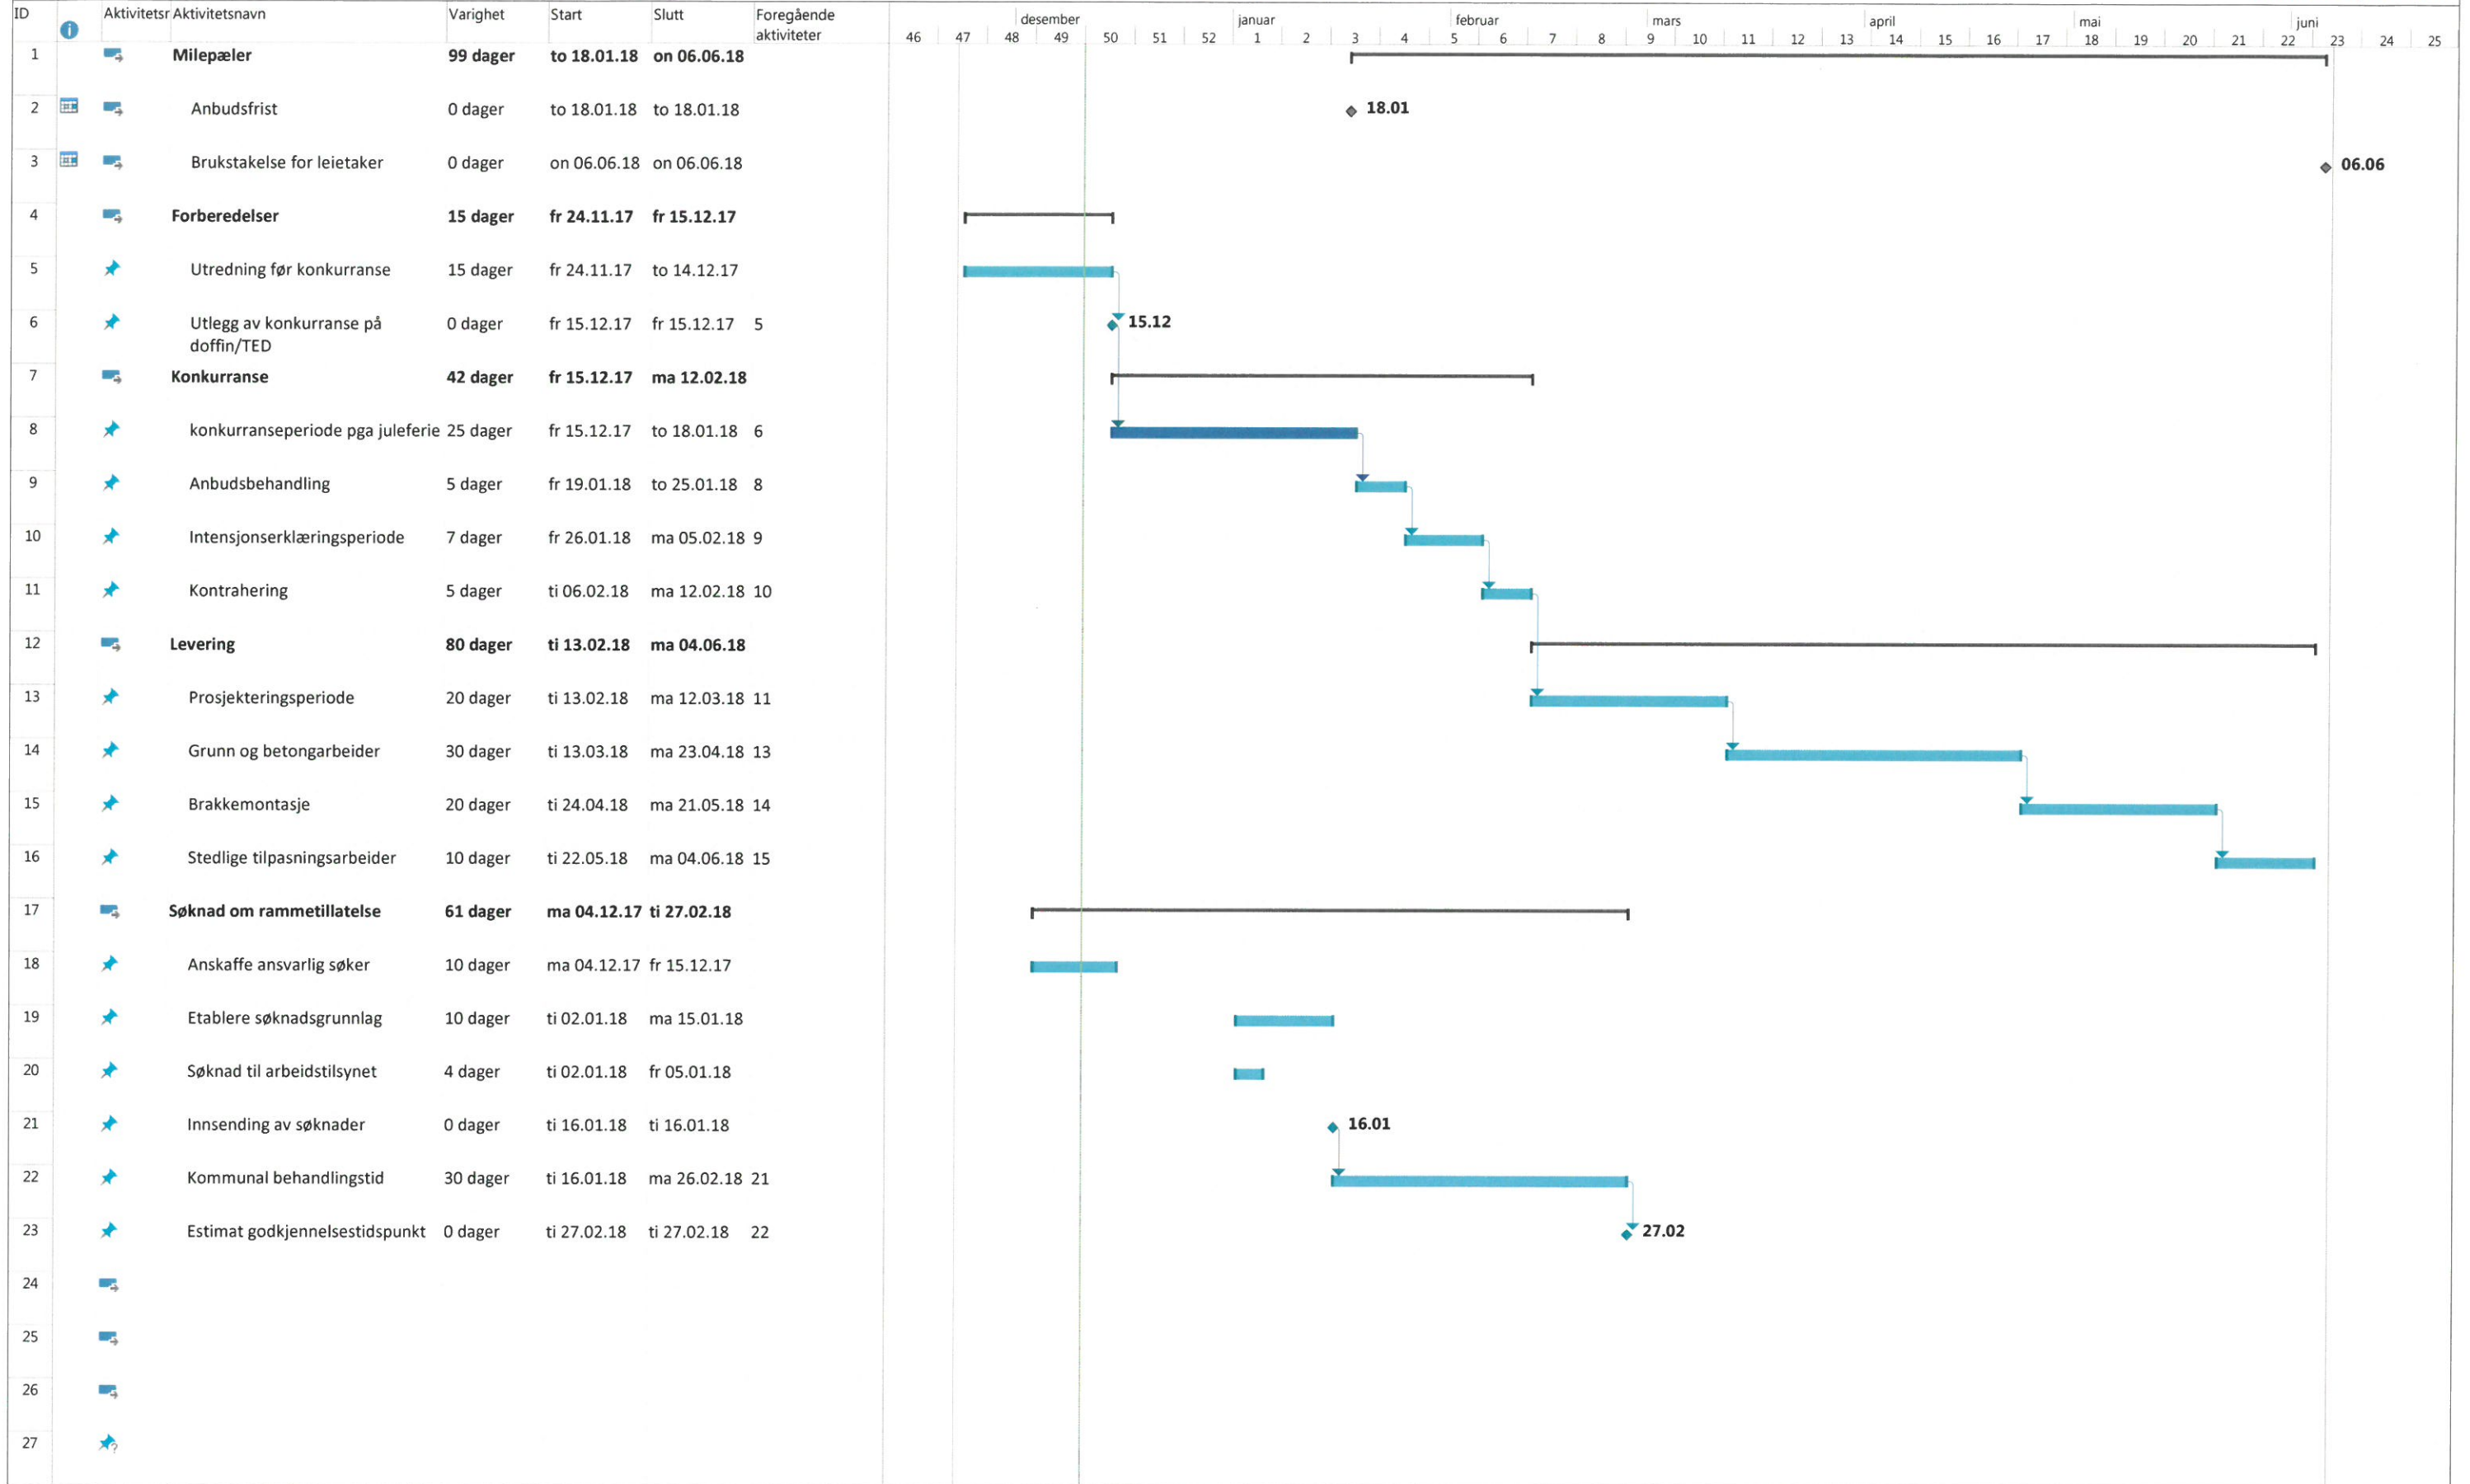 ID Aktivitetsr Aktivitetsnavn Varighet Start Slutt Foregående aktiviteter
desember januar februar mars april mai juni
46 47 48 49 50 51 52 1 2 3 4 5 6 7 8 9 10 11 12 13 14 15 16 17 18 19 20 21 22 23 24 25
1 Milepæler 99 dager to 18.01.18 on 06.06.18
2 Anbudsfrist 0 dager to 18.01.18 to 18.01.18 18.01
3 Brukstakelse for leietaker 0 dager on 06.06.18 on 06.06.18 06.06
4 Forberedelser 15 dager fr 24.11.17 fr 15.12.17
5 Utredning før konkurranse 15 dager fr 24.11.17 to 14.12.17
6 Utlegg av konkurranse på 0 dager fr 15.12.17 fr 15.12.17 5 15.12
doffin/TED
7 Konkurranse 42 dager fr 15.12.17 ma 12.02.18
8 konkurranseperiode pga juleferie 25 dager fr 15.12.17 to 18.01.18 6
9 Anbudsbehandling 5 dager fr 19.01.18 to 25.01.18 8
10 Intensjonserklæringsperiode 7 dager fr 26.01.18 ma 05.02.18 9
11 Kontrahering 5 dager ti 06.02.18 ma 12.02.18 10
12 Levering 80 dager ti 13.02.18 ma 04.06.18
13 Prosjekteringsperiode 20 dager ti 13.02.18 ma 12.03.18 11
14 Grunn og betongarbeider 30 dager ti 13.03.18 ma 23.04.18 13
15 Brakkemontasje 20 dager ti 24.04.18 ma 21.05.18 14
16 Stedlige tilpasningsarbeider 10 dager ti 22.05.18 ma 04.06.18 15
17 Søknad om rammetillatelse 61 dager ma 04.12.17 ti 27.02.18
18 Anskaffe ansvarlig søker 10 dager ma 04.12.17 fr 15.12.17
19 Etablere søknadsgrunnlag 10 dager ti 02.01.18 ma 15.01.18
20 Søknad til arbeidstilsynet 4 dager ti 02.01.18 fr 05.01.18
21 Innsending av søknader 0 dager ti 16.01.18 ti 16.01.18 16.01
22 Kommunal behandlingstid 30 dager ti 16.01.18 ma 26.02.18 21
23 Estimat godkjennelsestidspunkt 0 dager ti 27.02.18 ti 27.02.18 22 27.02
24
25
26
27 ?